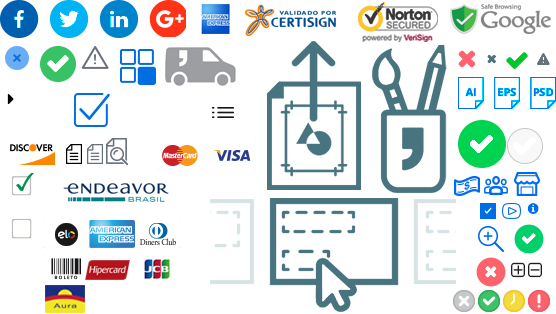 f
in
G+
AMERICAN
EXPRESS
VALIDADO POR
CERTISIGN
Norton
SECURED
powered by VeriSign
Safe Browsing
Google
AI
EPS
PSD
DISCOVER
MasterCard
VISA
enDeavOR
BRASIL
elo
AMERICAN
EXPRESS
Diners Club
BOLETO
Hipercard
JCB
Aura